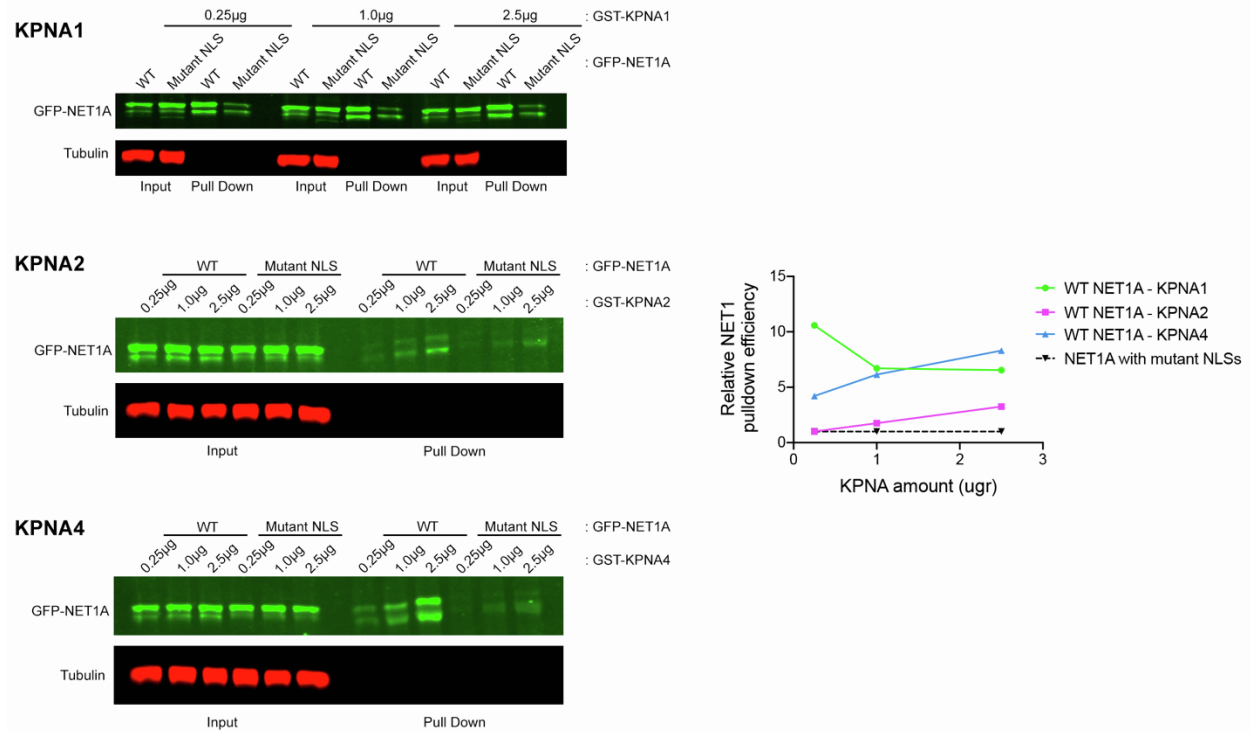 KPNA1
0.25µg 1.0µg 2.5µg : GST-KPNA1
WT Mutant NLS WT Mutant NLS WT Mutant NLS WT Mutant NLS WT Mutant NLS WT Mutant NLS : GFP-NET1A
GFP-NET1A
Tubulin
Input Pull Down Input Pull Down Input Pull Down
KPNA2
WT Mutant NLS WT Mutant NLS : GFP-NET1A
0.25µg 1.0µg 2.5µg 0.25µg 1.0µg 2.5µg 0.25µg 1.0µg 2.5µg 0.25µg 1.0µg 2.5µg : GST-KPNA2
GFP-NET1A
Tubulin
Input Pull Down
KPNA4
WT Mutant NLS WT Mutant NLS : GFP-NET1A
0.25µg 1.0µg 2.5µg 0.25µg 1.0µg 2.5µg 0.25µg 1.0µg 2.5µg 0.25µg 1.0µg 2.5µg : GST-KPNA4
GFP-NET1A
Tubulin
Input Pull Down
Relative NET1
pulldown efficiency
15
10
5
0
0 1 2 3
KPNA amount (ugr)
WT NET1A - KPNA1
WT NET1A - KPNA2
WT NET1A - KPNA4
NET1A with mutant NLSs